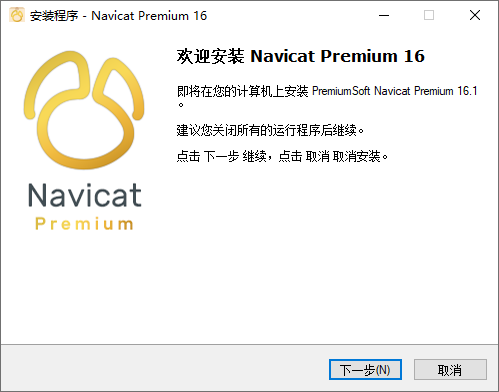 安装程序 - Navicat Premium 16
欢迎安装 Navicat Premium 16
即将在您的计算机上安装 PremiumSoft Navicat Premium 16.1
。
建议您关闭所有的运行程序后继续。
点击 下一步 继续，点击 取消 取消安装。
Navicat
Premium
下一步(N)
取消